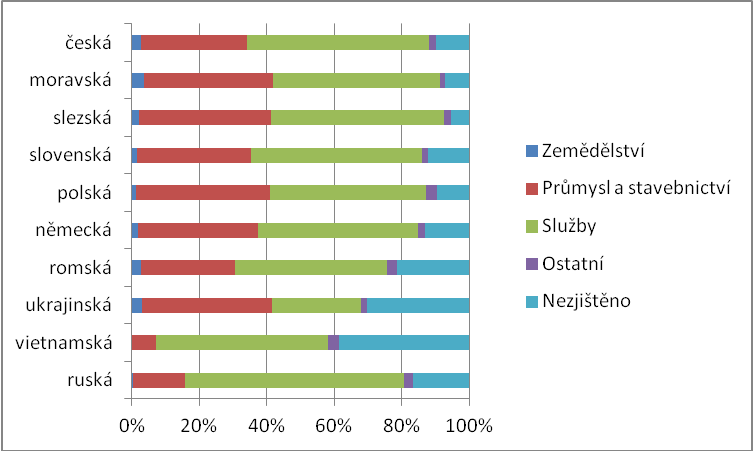 česká
moravská
slezská
slovenská
polská
německá
romská
ukrajinská
vietnamská
ruská
0% 20% 40% 60% 80% 100%
Zemědělství
Průmysl a stavebnictví
Služby
Ostatní
Nezjištěno